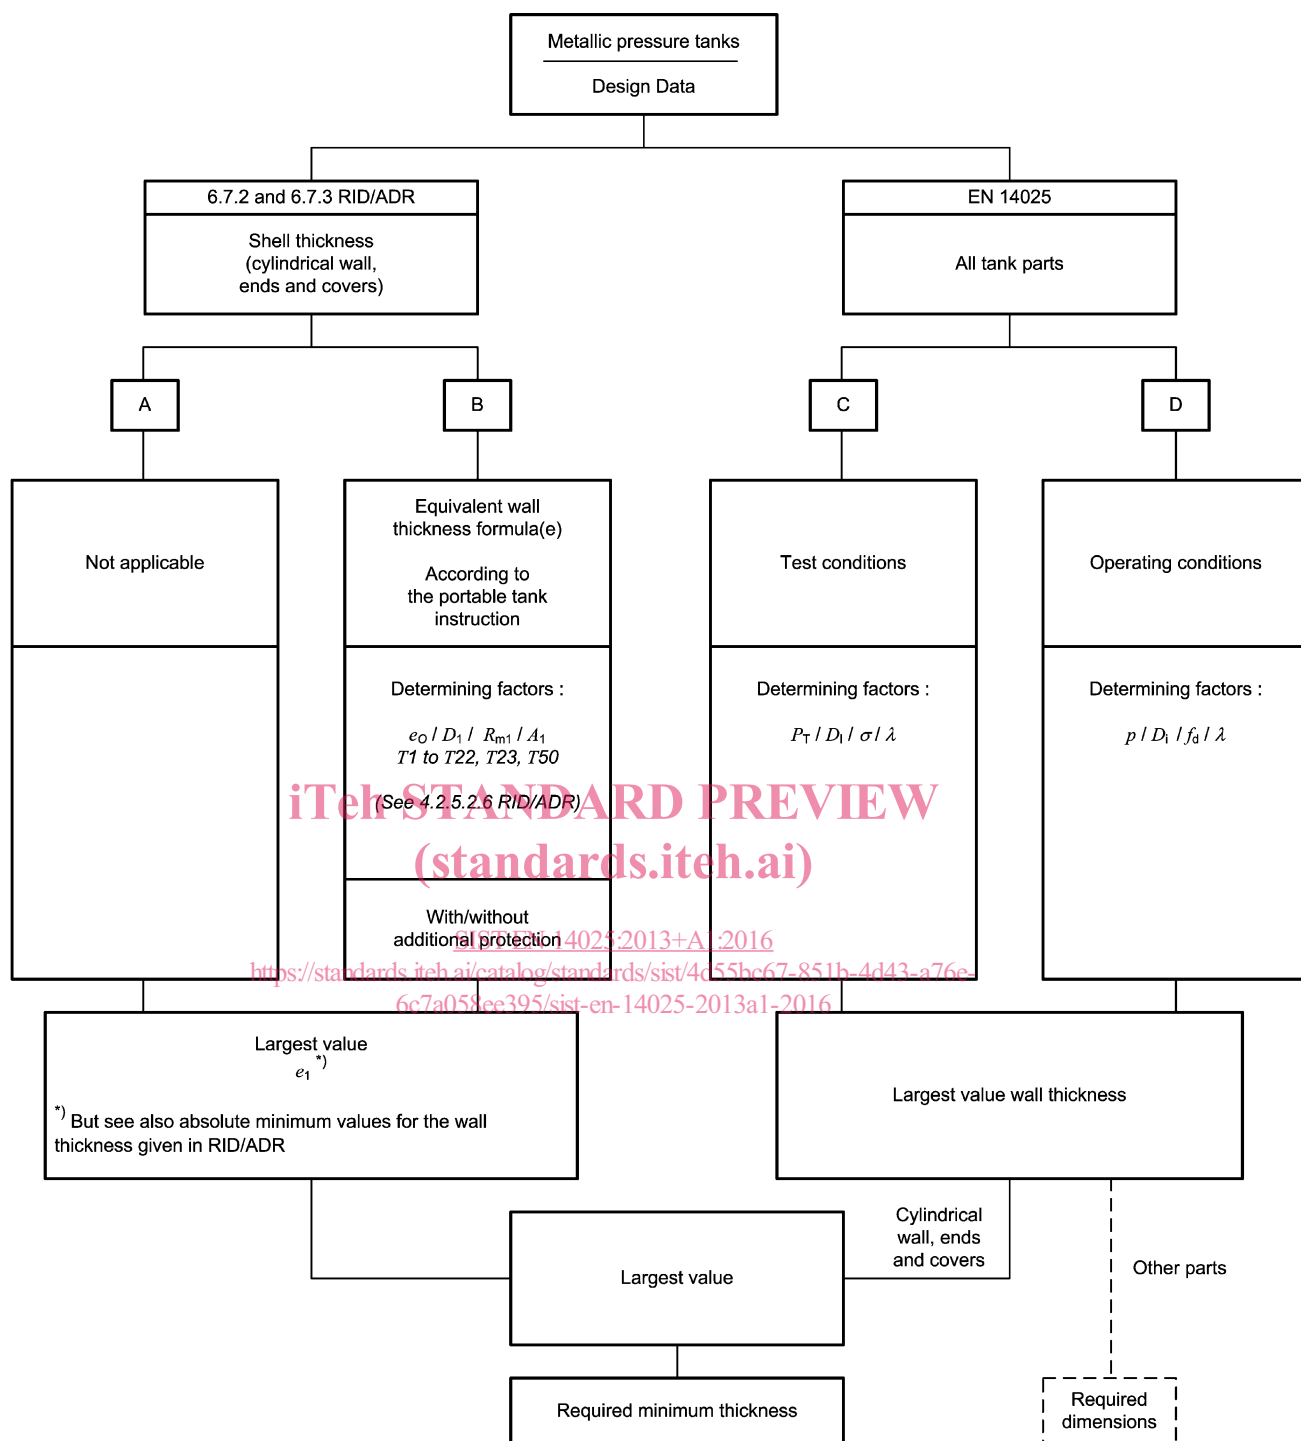 Metallic pressure tanks
Design Data
6.7.2 and 6.7.3 RID/ADR
Shell thickness
(cylindrical wall,
ends and covers)
EN 14025
All tank parts
A
B
C
D
Not applicable
Equivalent wall
thickness formula(e)
According to
the portable tank
instruction
Test conditions
Operating conditions
Determining factors :
e₀ / D₁ / Rm1 / A₁
T1 to T22, T23, T50
(See 4.2.5.2.6 RID/ADR)
Determining factors :
PT / Di / σ / λ
Determining factors :
p / Di / fd / λ
With/without
additional protection
iTeh STANDARD PREVIEW
(standards.iteh.ai)
SIST EN 14025:2013+A1:2016
https://standards.iteh.ai/catalog/standards/sist/4d55bc67-851b-4d43-a76e-
6c7a058ee395/sist-en-14025-2013a1-2016
Largest value
e₁ *)
*) But see also absolute minimum values for the wall
thickness given in RID/ADR
Largest value wall thickness
Cylindrical
wall, ends
and covers
Largest value
Other parts
Required minimum thickness
Required
dimensions